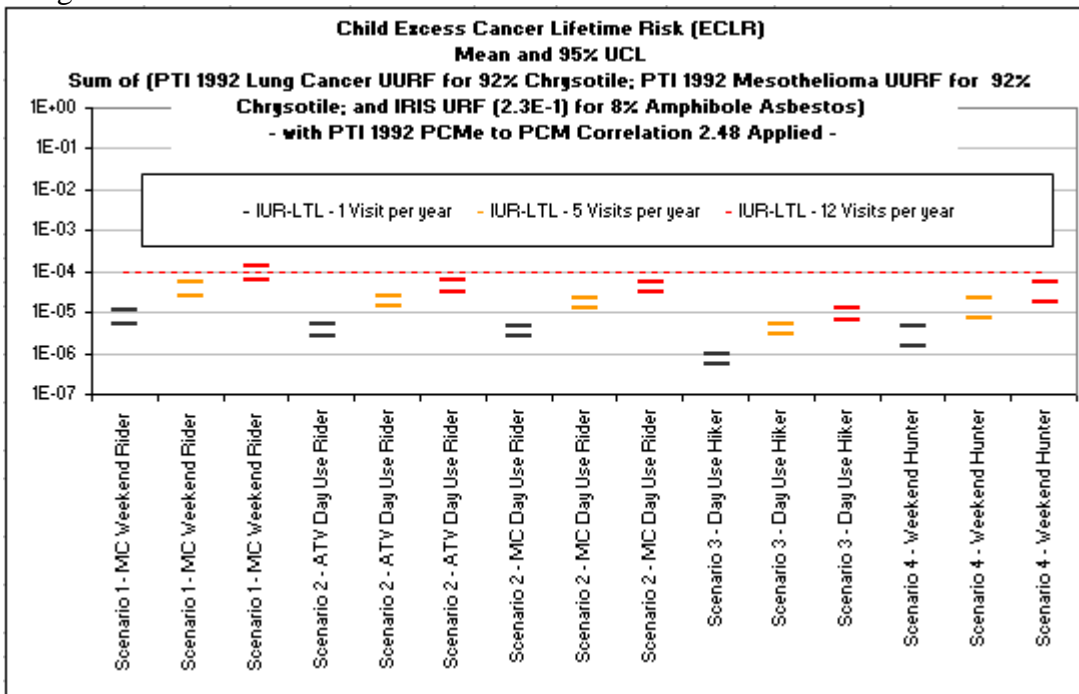 Child Excess Cancer Lifetime Risk (ECLR)
Mean and 95% UCL
Sum of (PTI 1992 Lung Cancer UURF for 92% Chrysotile; PTI 1992 Mesothelioma UURF for 92%
Chrysotile; and IRIS URF (2.3E-1) for 8% Amphibole Asbestos)
- with PTI 1992 PCMe to PCM Correlation 2.48 Applied -
1E+00
1E-01
1E-02
1E-03
1E-04
1E-05
1E-06
1E-07
IUR-LTL - 1 Visit per year
IUR-LTL - 5 Visits per year
IUR-LTL - 12 Visits per year
Scenario 1 - MC Weekend Rider
Scenario 1 - MC Weekend Rider
Scenario 1 - MC Weekend Rider
Scenario 2 - ATV Day Use Rider
Scenario 2 - ATV Day Use Rider
Scenario 2 - ATV Day Use Rider
Scenario 2 - MC Day Use Rider
Scenario 2 - MC Day Use Rider
Scenario 2 - MC Day Use Rider
Scenario 3 - Day Use Hiker
Scenario 3 - Day Use Hiker
Scenario 3 - Day Use Hiker
Scenario 4 - Weekend Hunter
Scenario 4 - Weekend Hunter
Scenario 4 - Weekend Hunter